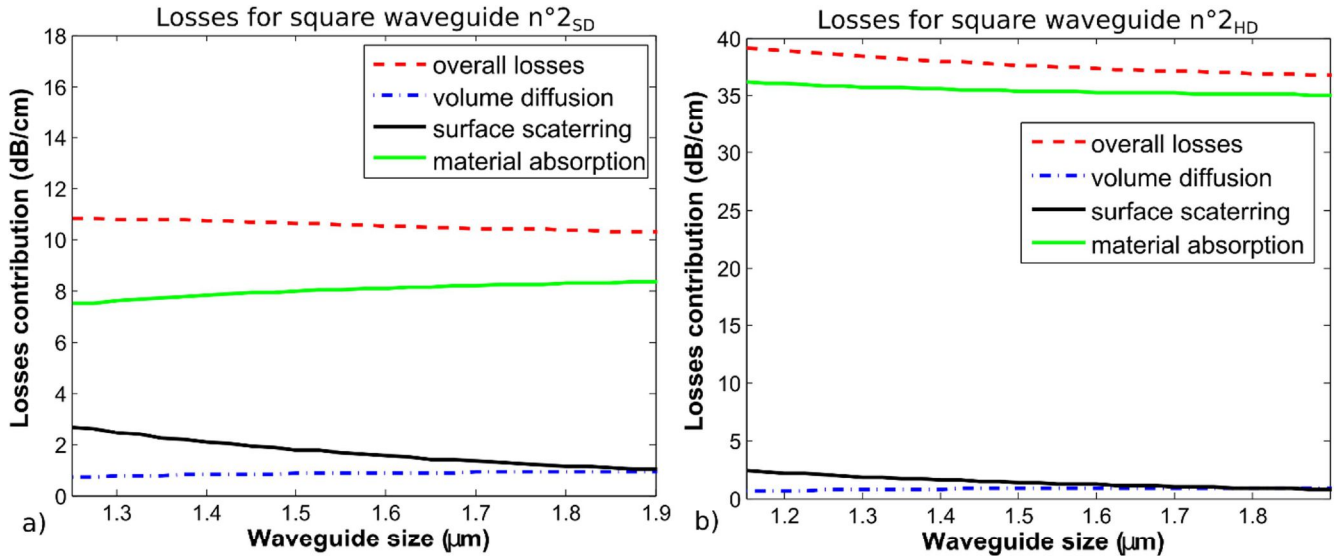 Losses for square waveguide n°2SD
Losses contribution (dB/cm)
18
16
14
12
10
8
6
4
2
0
overall losses
volume diffusion
surface scaterring
material absorption
1.3
1.4
1.5
1.6
1.7
1.8
1.9
Waveguide size (μm)
a)
Losses for square waveguide n°2HD
Losses contribution (dB/cm)
40
35
30
25
20
15
10
5
0
overall losses
volume diffusion
surface scaterring
material absorption
1.2
1.3
1.4
1.5
1.6
1.7
1.8
Waveguide size (μm)
b)